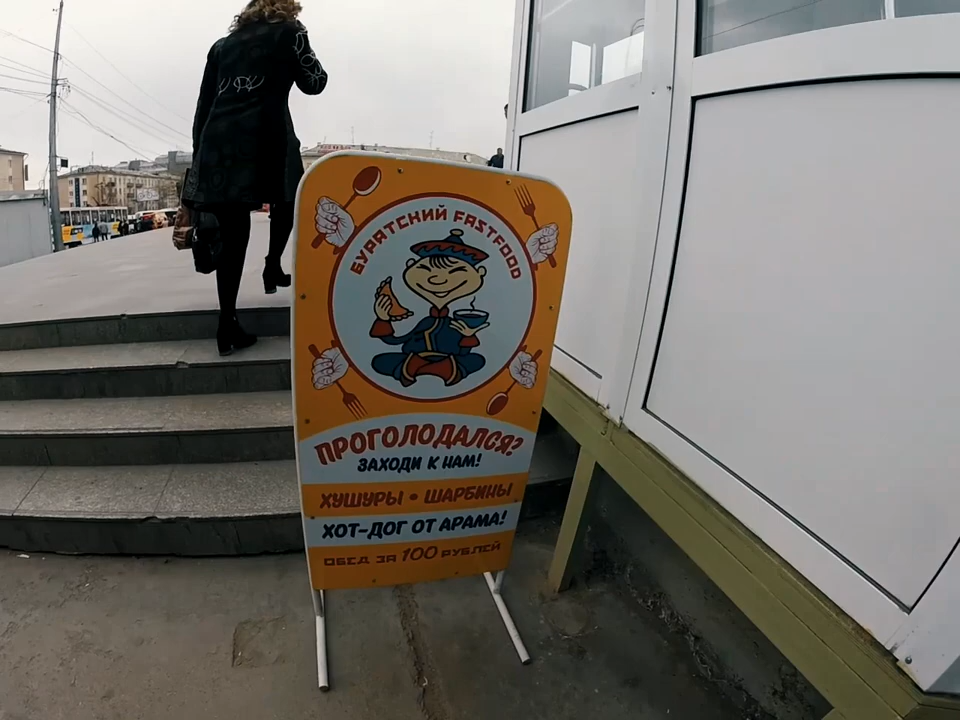 БУРЯТСКИЙ FASTFOOD
ПРОГОЛОДАЛСЯ?
ЗАХОДИ К НАМ!
ХУШУРЫ • ШАРБИНЫ
ХОТ-ДОГ ОТ АРАМА!
ОБЕД ЗА 100 РУБЛЕЙ